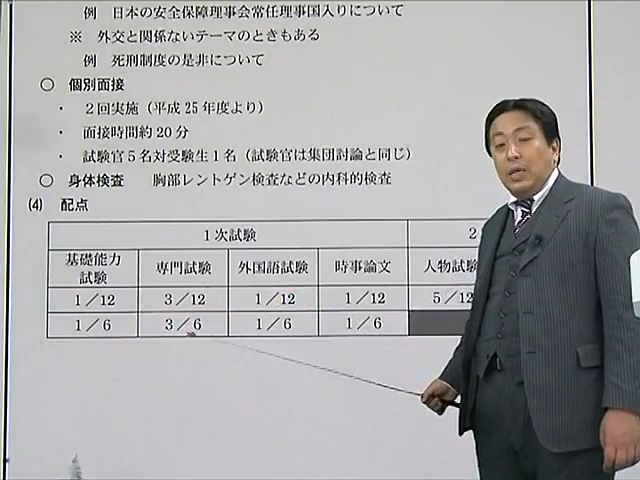 例 日本の安全保障理事会常任理事国入りについて
※ 外交と関係ないテーマのときもある
例 死刑制度の是非について
○ 個別面接
・ 2回実施(平成25年度より)
・ 面接時間約20分
・ 試験官5名対受験生1名(試験官は集団討論と同じ)
○ 身体検査 胸部レントゲン検査などの内科的検査
(4) 配点
1次試験 2
基礎能力試験 専門試験 外国語試験 時事論文 人物試験
1/12 3/12 1/12 1/12 5/12
1/6 3/6 1/6 1/6